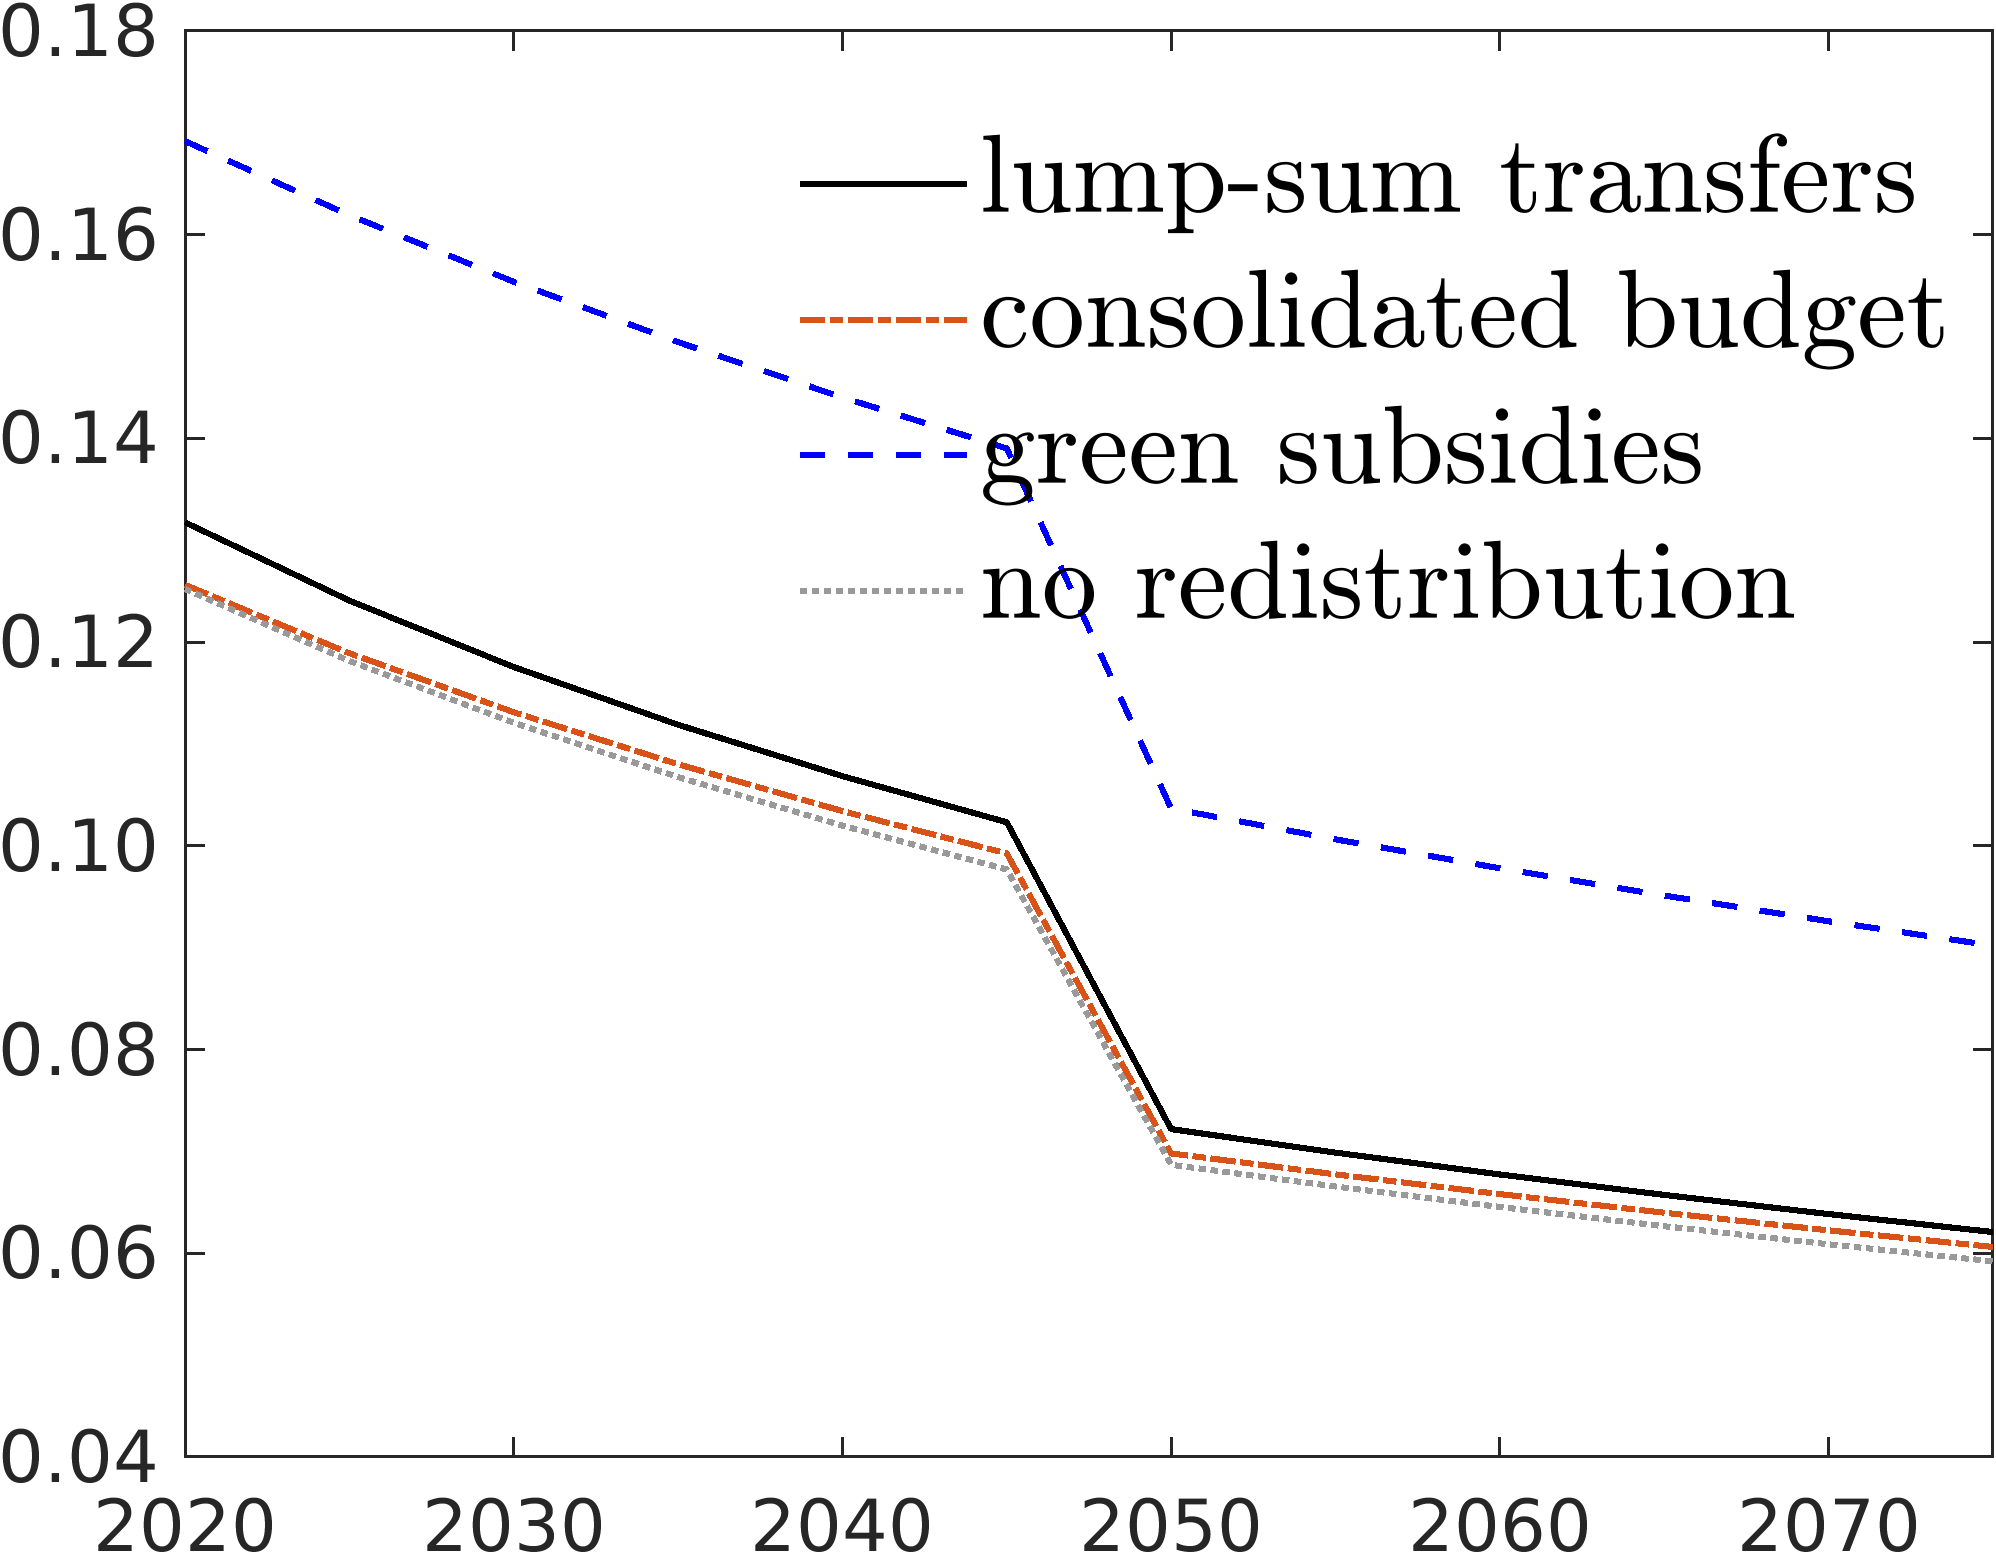 0.18
0.16
0.14
0.12
0.10
0.08
0.06
0.04
2020 2030 2040 2050 2060 2070
lump-sum transfers
consolidated budget
green subsidies
no redistribution